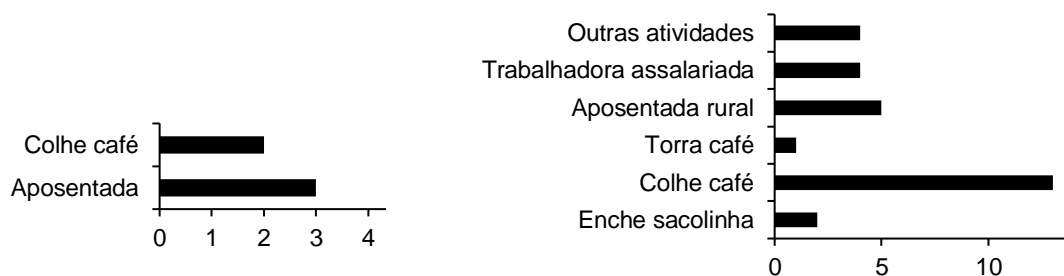 Colhe café
Aposentada
0 1 2 3 4
Outras atividades
Trabalhadora assalariada
Aposentada rural
Torra café
Colhe café
Enche sacolinha
0 5 10